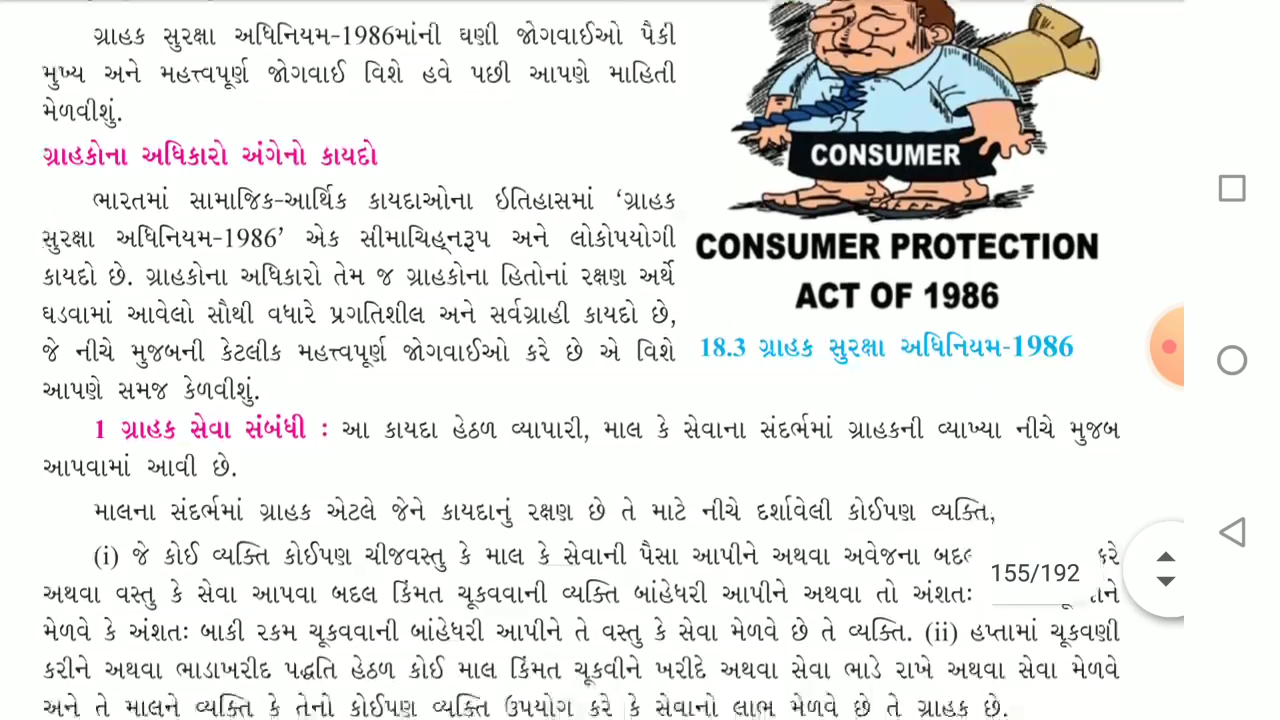 ગ્રાહક સુરક્ષા અધિનિયમ-1986માંની ઘણી જોગવાઈઓ પૈકી
મુખ્ય અને મહત્ત્વપૂર્ણ જોગવાઈ વિશે હવે પછી આપણે માહિતી
મેળવીશું.
ગ્રાહકોના અધિકારો અંગેનો કાયદો
ભારતમાં સામાજિક-આર્થિક કાયદાઓના ઇતિહાસમાં ‘ગ્રાહક
સુરક્ષા અધિનિયમ-1986’ એક સીમાચિહ્નરૂપ અને લોકોપયોગી
કાયદો છે. ગ્રાહકોના અધિકારો તેમ જ ગ્રાહકોના હિતોનાં રક્ષણ અર્થે
ઘડવામાં આવેલો સૌથી વધારે પ્રગતિશીલ અને સર્વગ્રાહી કાયદો છે,
જે નીચે મુજબની કેટલીક મહત્ત્વપૂર્ણ જોગવાઈઓ કરે છે એ વિશે
આપણે સમજ કેળવીશું.
CONSUMER
CONSUMER PROTECTION
ACT OF 1986
18.3 ગ્રાહક સુરક્ષા અધિનિયમ-1986
1 ગ્રાહક સેવા સંબંધી : આ કાયદા હેઠળ વ્યાપારી, માલ કે સેવાના સંદર્ભમાં ગ્રાહકની વ્યાખ્યા નીચે મુજબ
આપવામાં આવી છે.
માલના સંદર્ભમાં ગ્રાહક એટલે જેને કાયદાનું રક્ષણ છે તે માટે નીચે દર્શાવેલી કોઈપણ વ્યક્તિ,
(i) જે કોઈ વ્યક્તિ કોઈપણ ચીજવસ્તુ કે માલ કે સેવાની પૈસા આપીને અથવા અવેજના કરે
155/192
અથવા વસ્તુ કે સેવા આપવા બદલ કિંમત ચૂકવવાની વ્યક્તિ બાંહેધરી આપીને અથવા તો અંશતઃ
મેળવે કે અંશતઃ બાકી રકમ ચૂકવવાની બાંહેધરી આપીને તે વસ્તુ કે સેવા મેળવે છે તે વ્યક્તિ. (ii) હપ્તામાં ચૂકવણી
કરીને અથવા ભાડાખરીદ પદ્ધતિ હેઠળ કોઈ માલ કિંમત ચૂકવીને ખરીદે અથવા સેવા ભાડે રાખે અથવા સેવા મેળવે
અને તે માલને વ્યક્તિ કે તેનો કોઈપણ વ્યક્તિ ઉપયોગ કરે કે સેવાનો લાભ મેળવે છે તે ગ્રાહક છે.